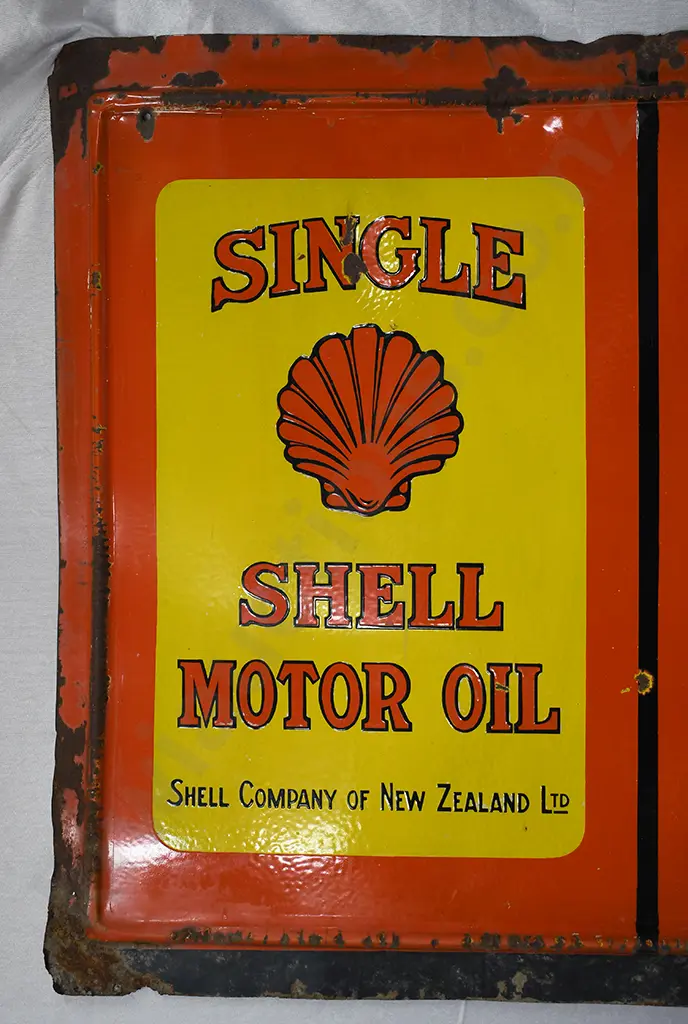 SINGLE
SHELL
MOTOR OIL
SHELL COMPANY OF NEW ZEALAND LTD